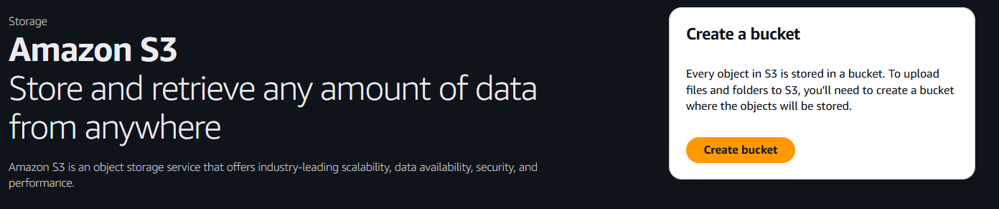 Storage
Amazon S3
Store and retrieve any amount of data
from anywhere
Amazon S3 is an object storage service that offers industry-leading scalability, data availability, security, and
performance.
Create a bucket
Every object in S3 is stored in a bucket. To upload
files and folders to S3, you'll need to create a bucket
where the objects will be stored.
Create bucket